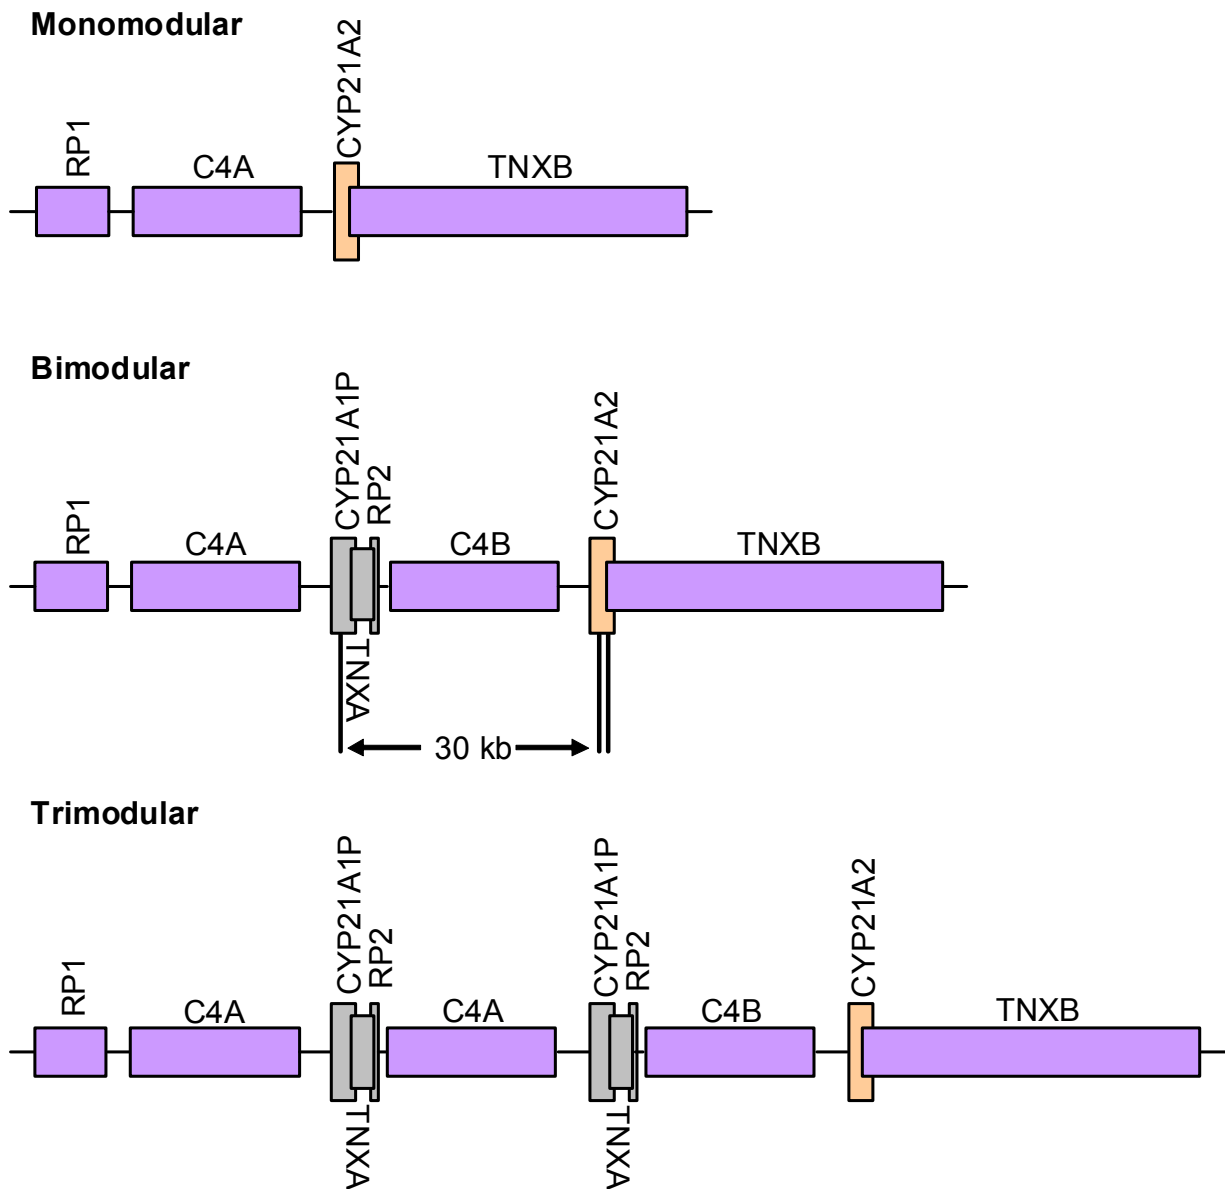 Monomodular
RP1
C4A
CYP21A2
TNXB
Bimodular
RP1
C4A
CYP21A1P
RP2
TNXA
C4B
CYP21A2
TNXB
30 kb
Trimodular
RP1
C4A
CYP21A1P
RP2
TNXA
C4A
CYP21A1P
RP2
TNXA
C4B
CYP21A2
TNXB